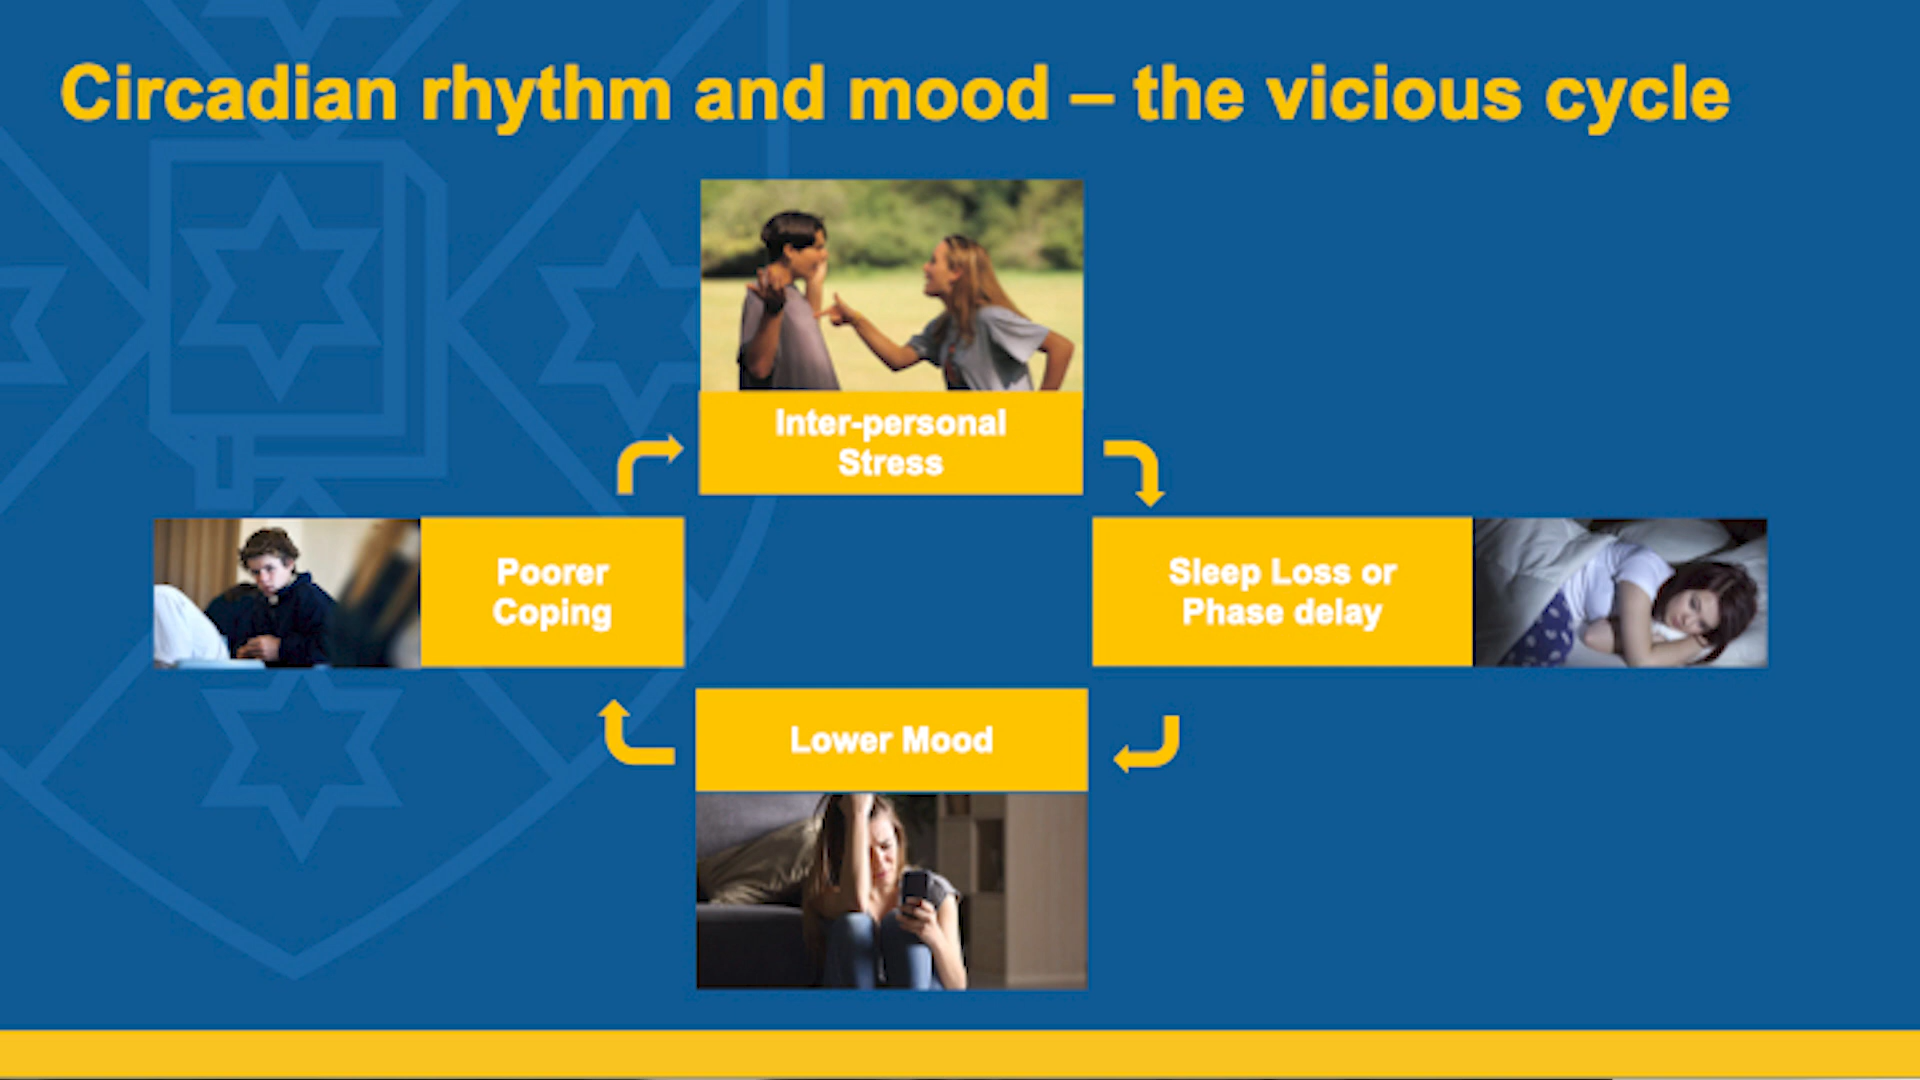 Circadian rhythm and mood – the vicious cycle
Inter-personal
Stress
Poorer
Coping
Sleep Loss or
Phase delay
Lower Mood